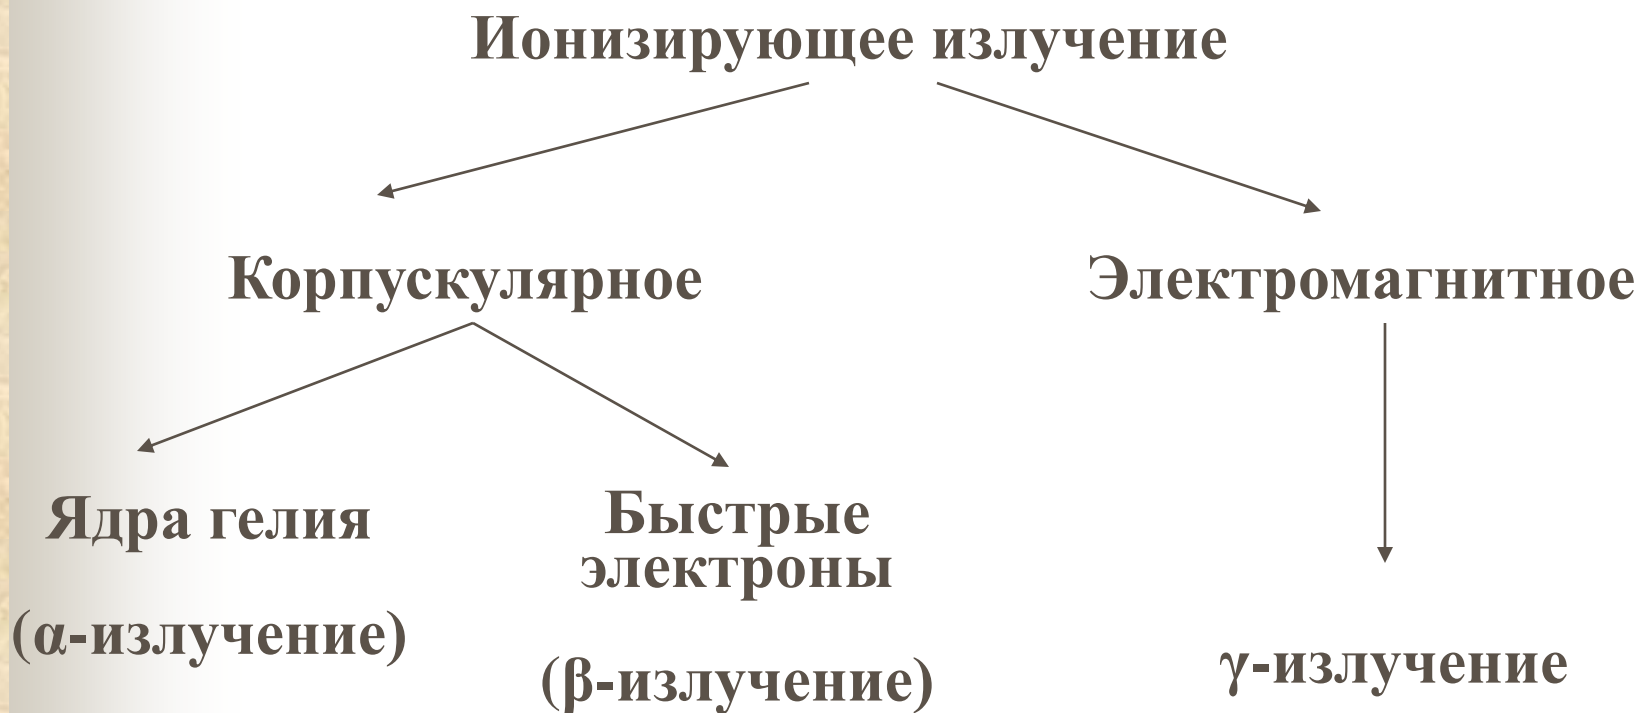 Ионизирующее излучение
Корпускулярное
Электромагнитное
Ядра гелия
(α-излучение)
Быстрые
электроны
(β-излучение)
γ-излучение